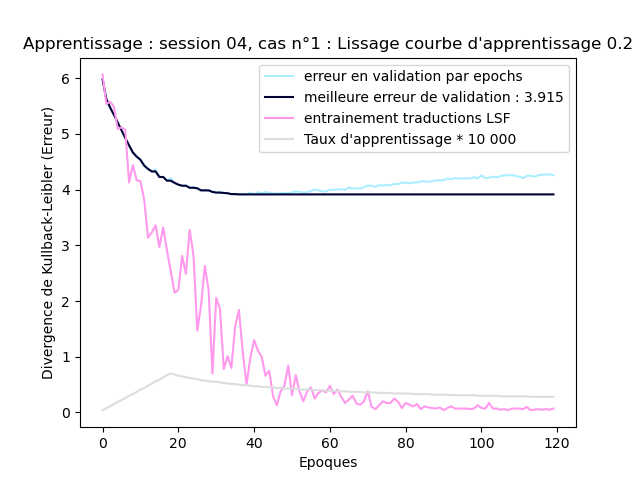 Apprentissage : session 04, cas n°1 : Lissage courbe d'apprentissage 0.2
erreur en validation par epochs
meilleure erreur de validation : 3.915
entrainement traductions LSF
Taux d'apprentissage * 10 000
Divergence de Kullback-Leibler (Erreur)
6
5
4
3
2
1
0
0 20 40 60 80 100 120
Epoques